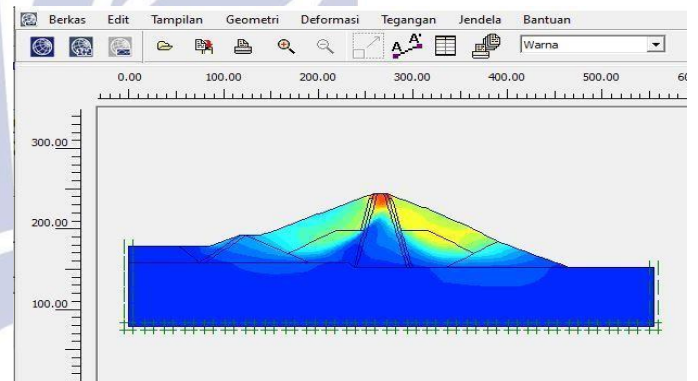 Berkas Edit Tampilan Geometri Deformasi Tegangan Jendela Bantuan
A A' Warna
0.00 100.00 200.00 300.00 400.00 500.00
300.00
200.00
100.00